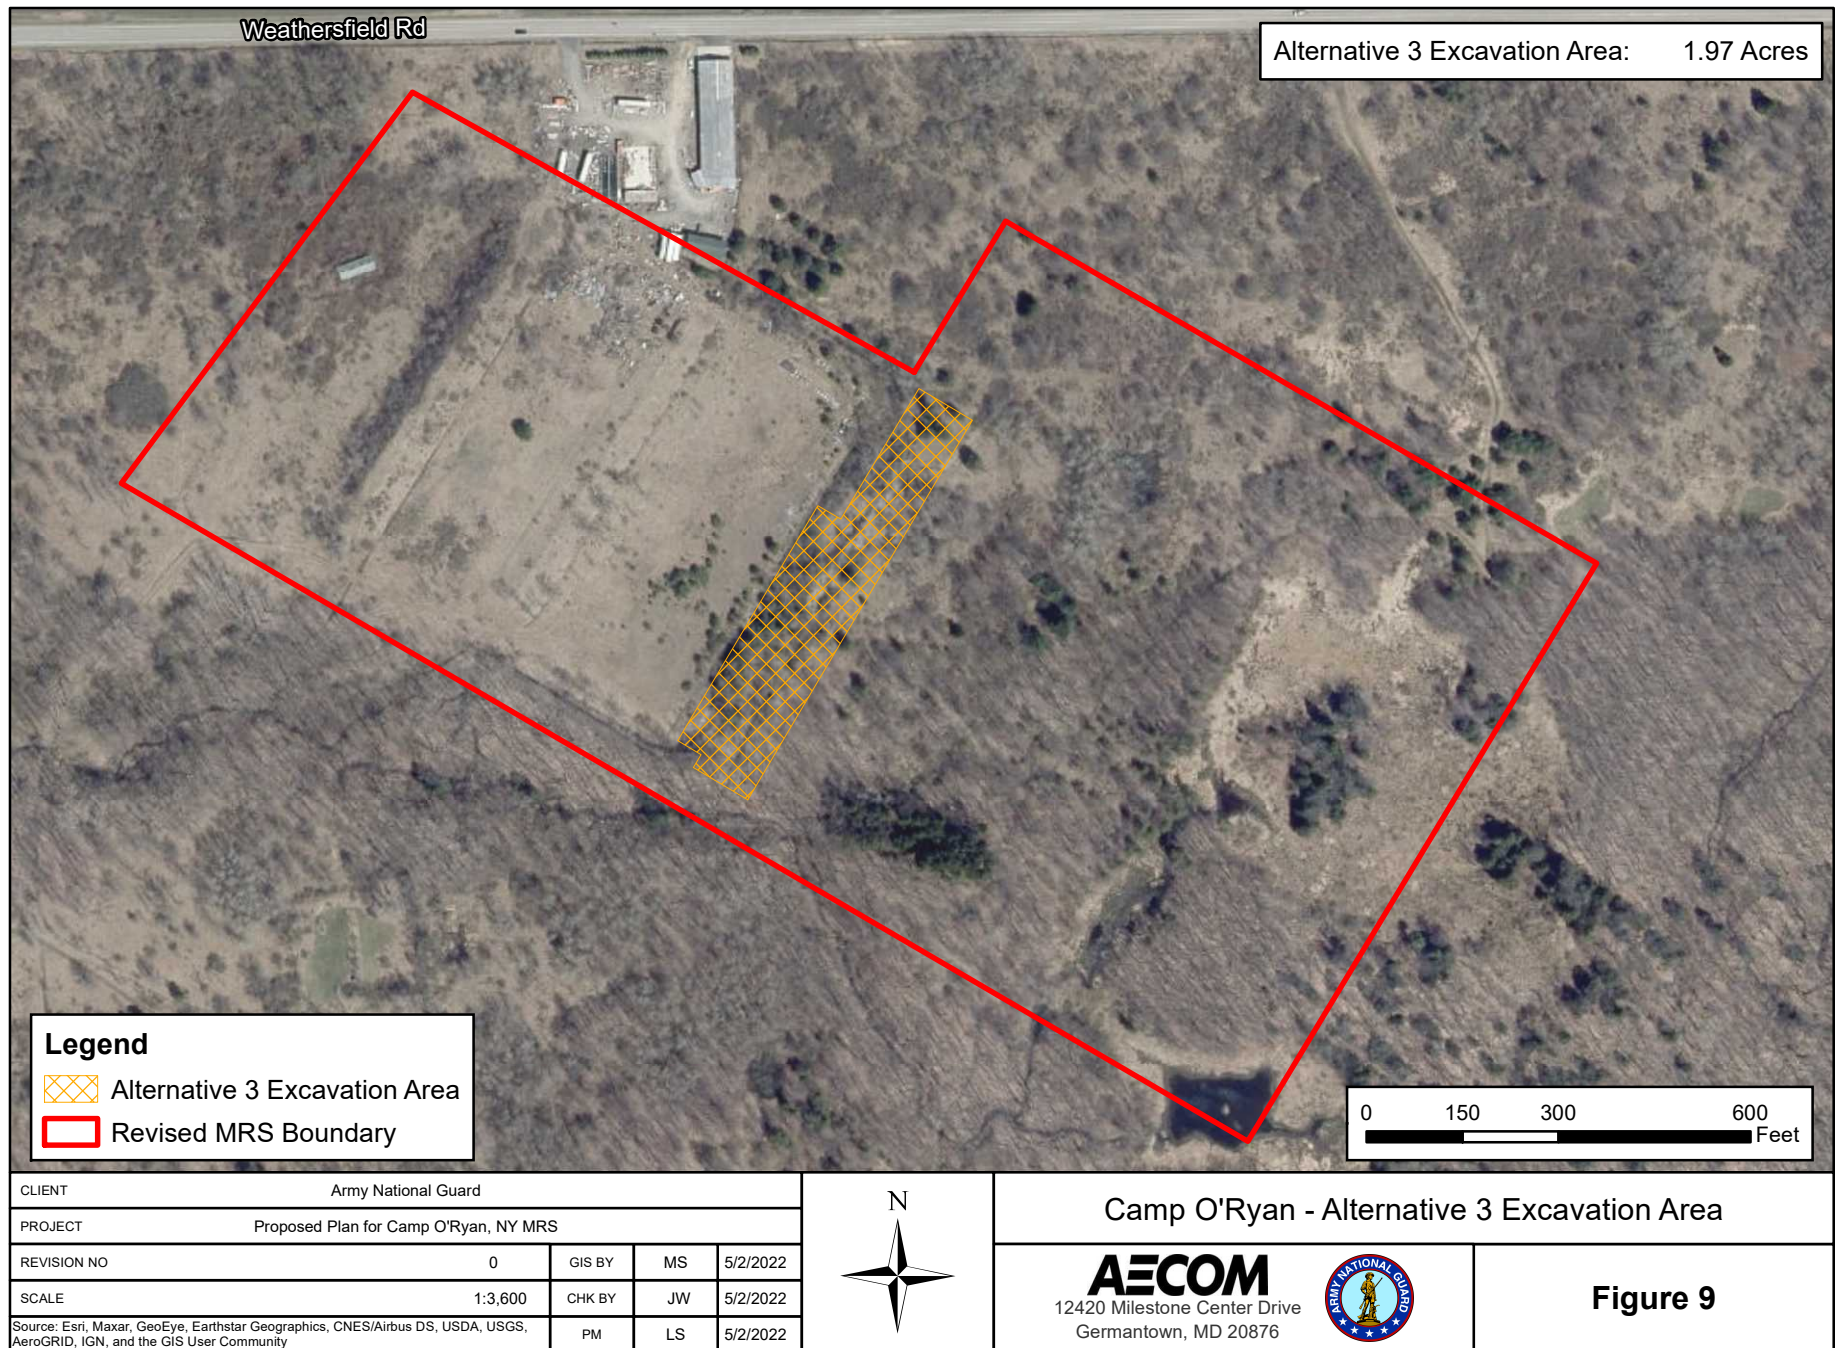 Weathersfield Rd
Alternative 3 Excavation Area: 1.97 Acres
Legend
Alternative 3 Excavation Area
Revised MRS Boundary
0 150 300 600
Feet
CLIENT Army National Guard
PROJECT Proposed Plan for Camp O'Ryan, NY MRS
REVISION NO 0 GIS BY MS 5/2/2022
SCALE 1:3,600 CHK BY JW 5/2/2022
Source: Esri, Maxar, GeoEye, Earthstar Geographics, CNES/Airbus DS, USDA, USGS,
AeroGRID, IGN, and the GIS User Community
PM LS 5/2/2022
N
Camp O'Ryan - Alternative 3 Excavation Area
AECOM
12420 Milestone Center Drive
Germantown, MD 20876
ARMY NATIONAL GUARD
Figure 9